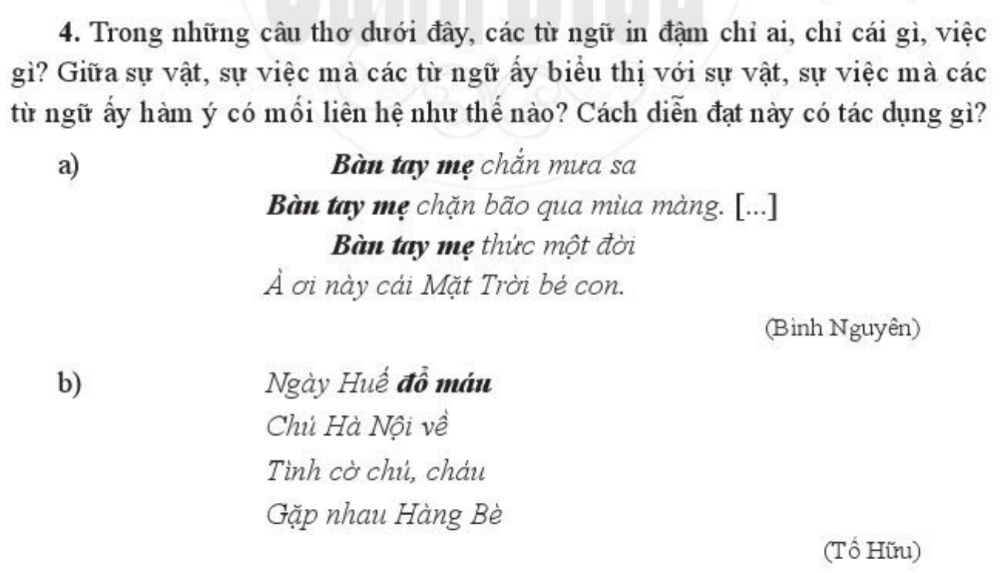 4. Trong những câu thơ dưới đây, các từ ngữ in đậm chỉ ai, chỉ cái gì, việc
gì? Giữa sự vật, sự việc mà các từ ngữ ấy biểu thị với sự vật, sự việc mà các
từ ngữ ấy hàm ý có mối liên hệ như thế nào? Cách diễn đạt này có tác dụng gì?
a) Bàn tay mẹ chắn mưa sa
Bàn tay mẹ chặn bão qua mùa màng. [...]
Bàn tay mẹ thức một đời
À ơi này cái Mặt Trời bé con.
(Bình Nguyên)
b) Ngày Huế đổ máu
Chú Hà Nội về
Tình cờ chú, cháu
Gặp nhau Hàng Bè
(Tố Hữu)